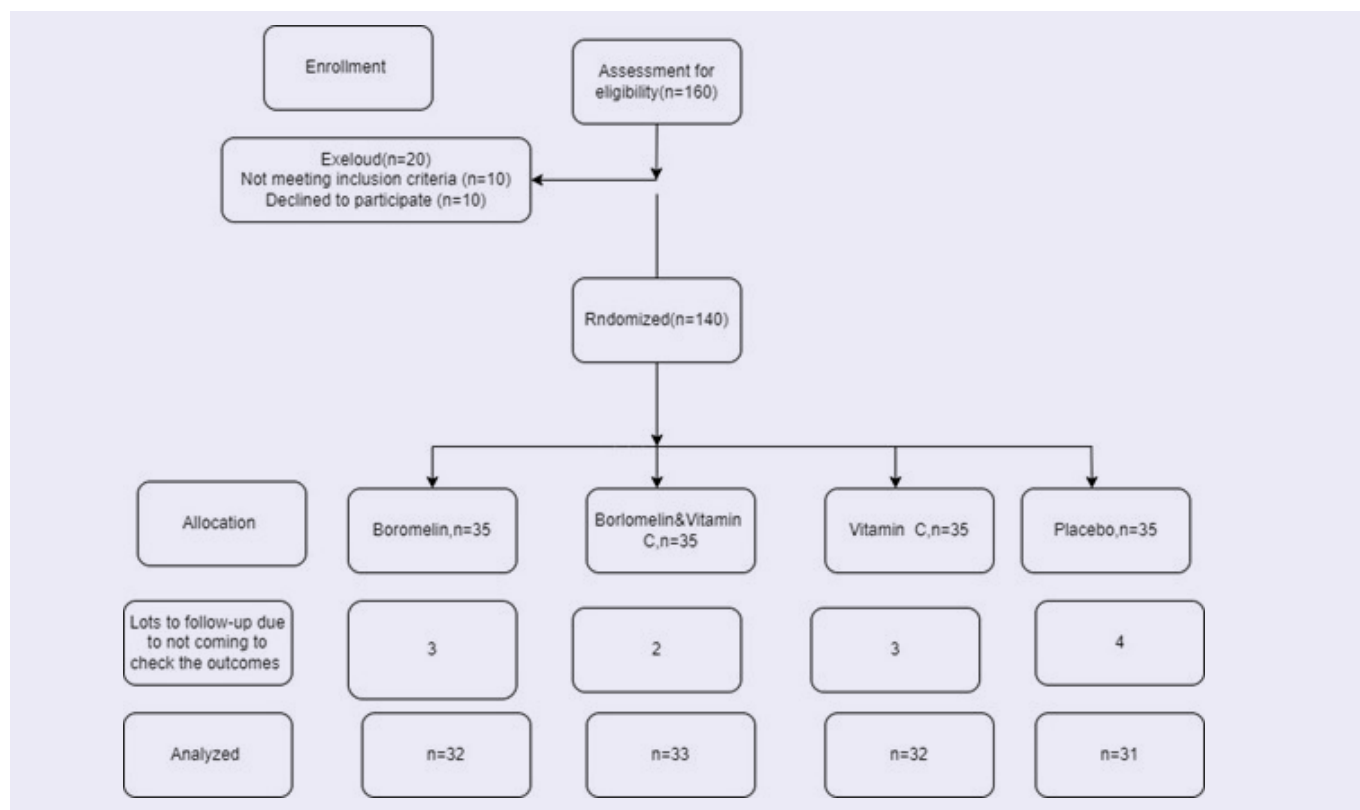 Enrollment
Assessment for
eligibility(n=160)
Exeloud(n=20)
Not meeting inclusion criteria (n=10)
Declined to participate (n=10)
Rndomized(n=140)
Allocation
Boromelin,n=35
Borlomelin&Vitamin
C,n=35
Vitamin C,n=35
Placebo,n=35
Lots to follow-up due
to not coming to
check the outcomes
3
2
3
4
Analyzed
n=32
n=33
n=32
n=31